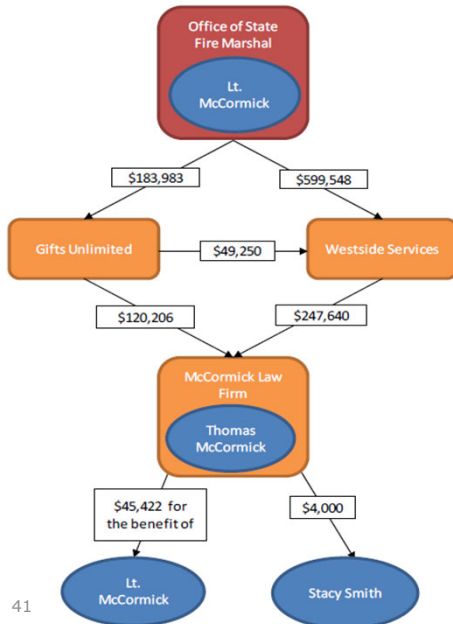 Office of State
Fire Marshal
Lt.
McCormick
$183,983
$599,548
Gifts Unlimited
$49,250
Westside Services
$120,206
$247,640
McCormick Law
Firm
Thomas
McCormick
$45,422 for
the benefit of
$4,000
Lt.
McCormick
Stacy Smith
41